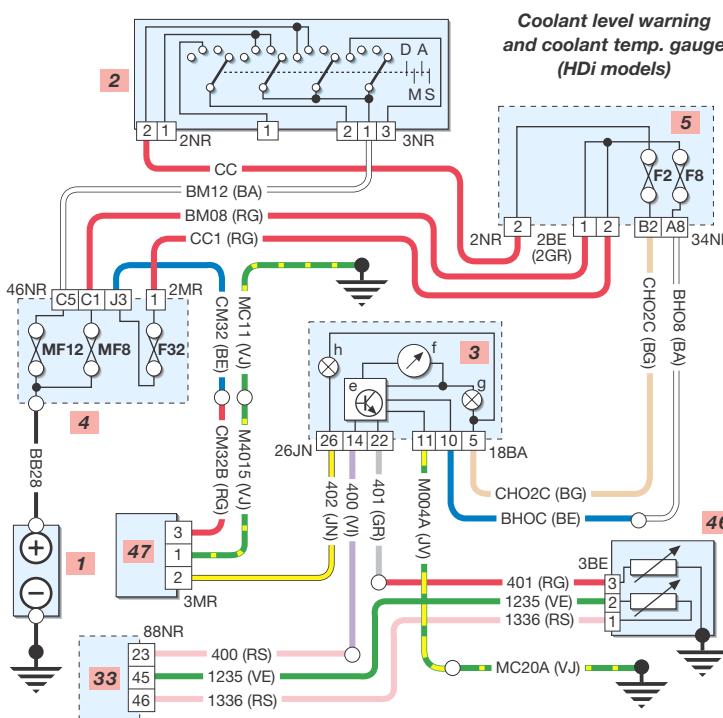 Coolant level warning
and coolant temp. gauge
(HDi models)
2
D A
M S
2 1
2NR
1
2 1 3
3NR
5
F2
F8
2
2NR
1 2
2BE
(2GR)
B2 A8
34NR
CC
BM12 (BA)
BM08 (RG)
CC1 (RG)
46NR
C5 C1 J3
1
2MR
MF12
MF8
F32
4
CM32 (BE)
CM32B (RG)
MC11 (VJ)
M4015 (VJ)
CHO2C (BG)
BHO8 (BA)
3
h
f
e
g
26JN
26 14 22
11 10 5
18BA
BB28
1
+
−
402 (JN)
400 (VI)
401 (GR)
M004A (JV)
CHO2C (BG)
BHOC (BE)
47
3
1
2
3MR
46
3BE
3
2
1
401 (RG)
1235 (VE)
1336 (RS)
MC20A (VJ)
88NR
33
23
45
46
400 (RS)
1235 (VE)
1336 (RS)